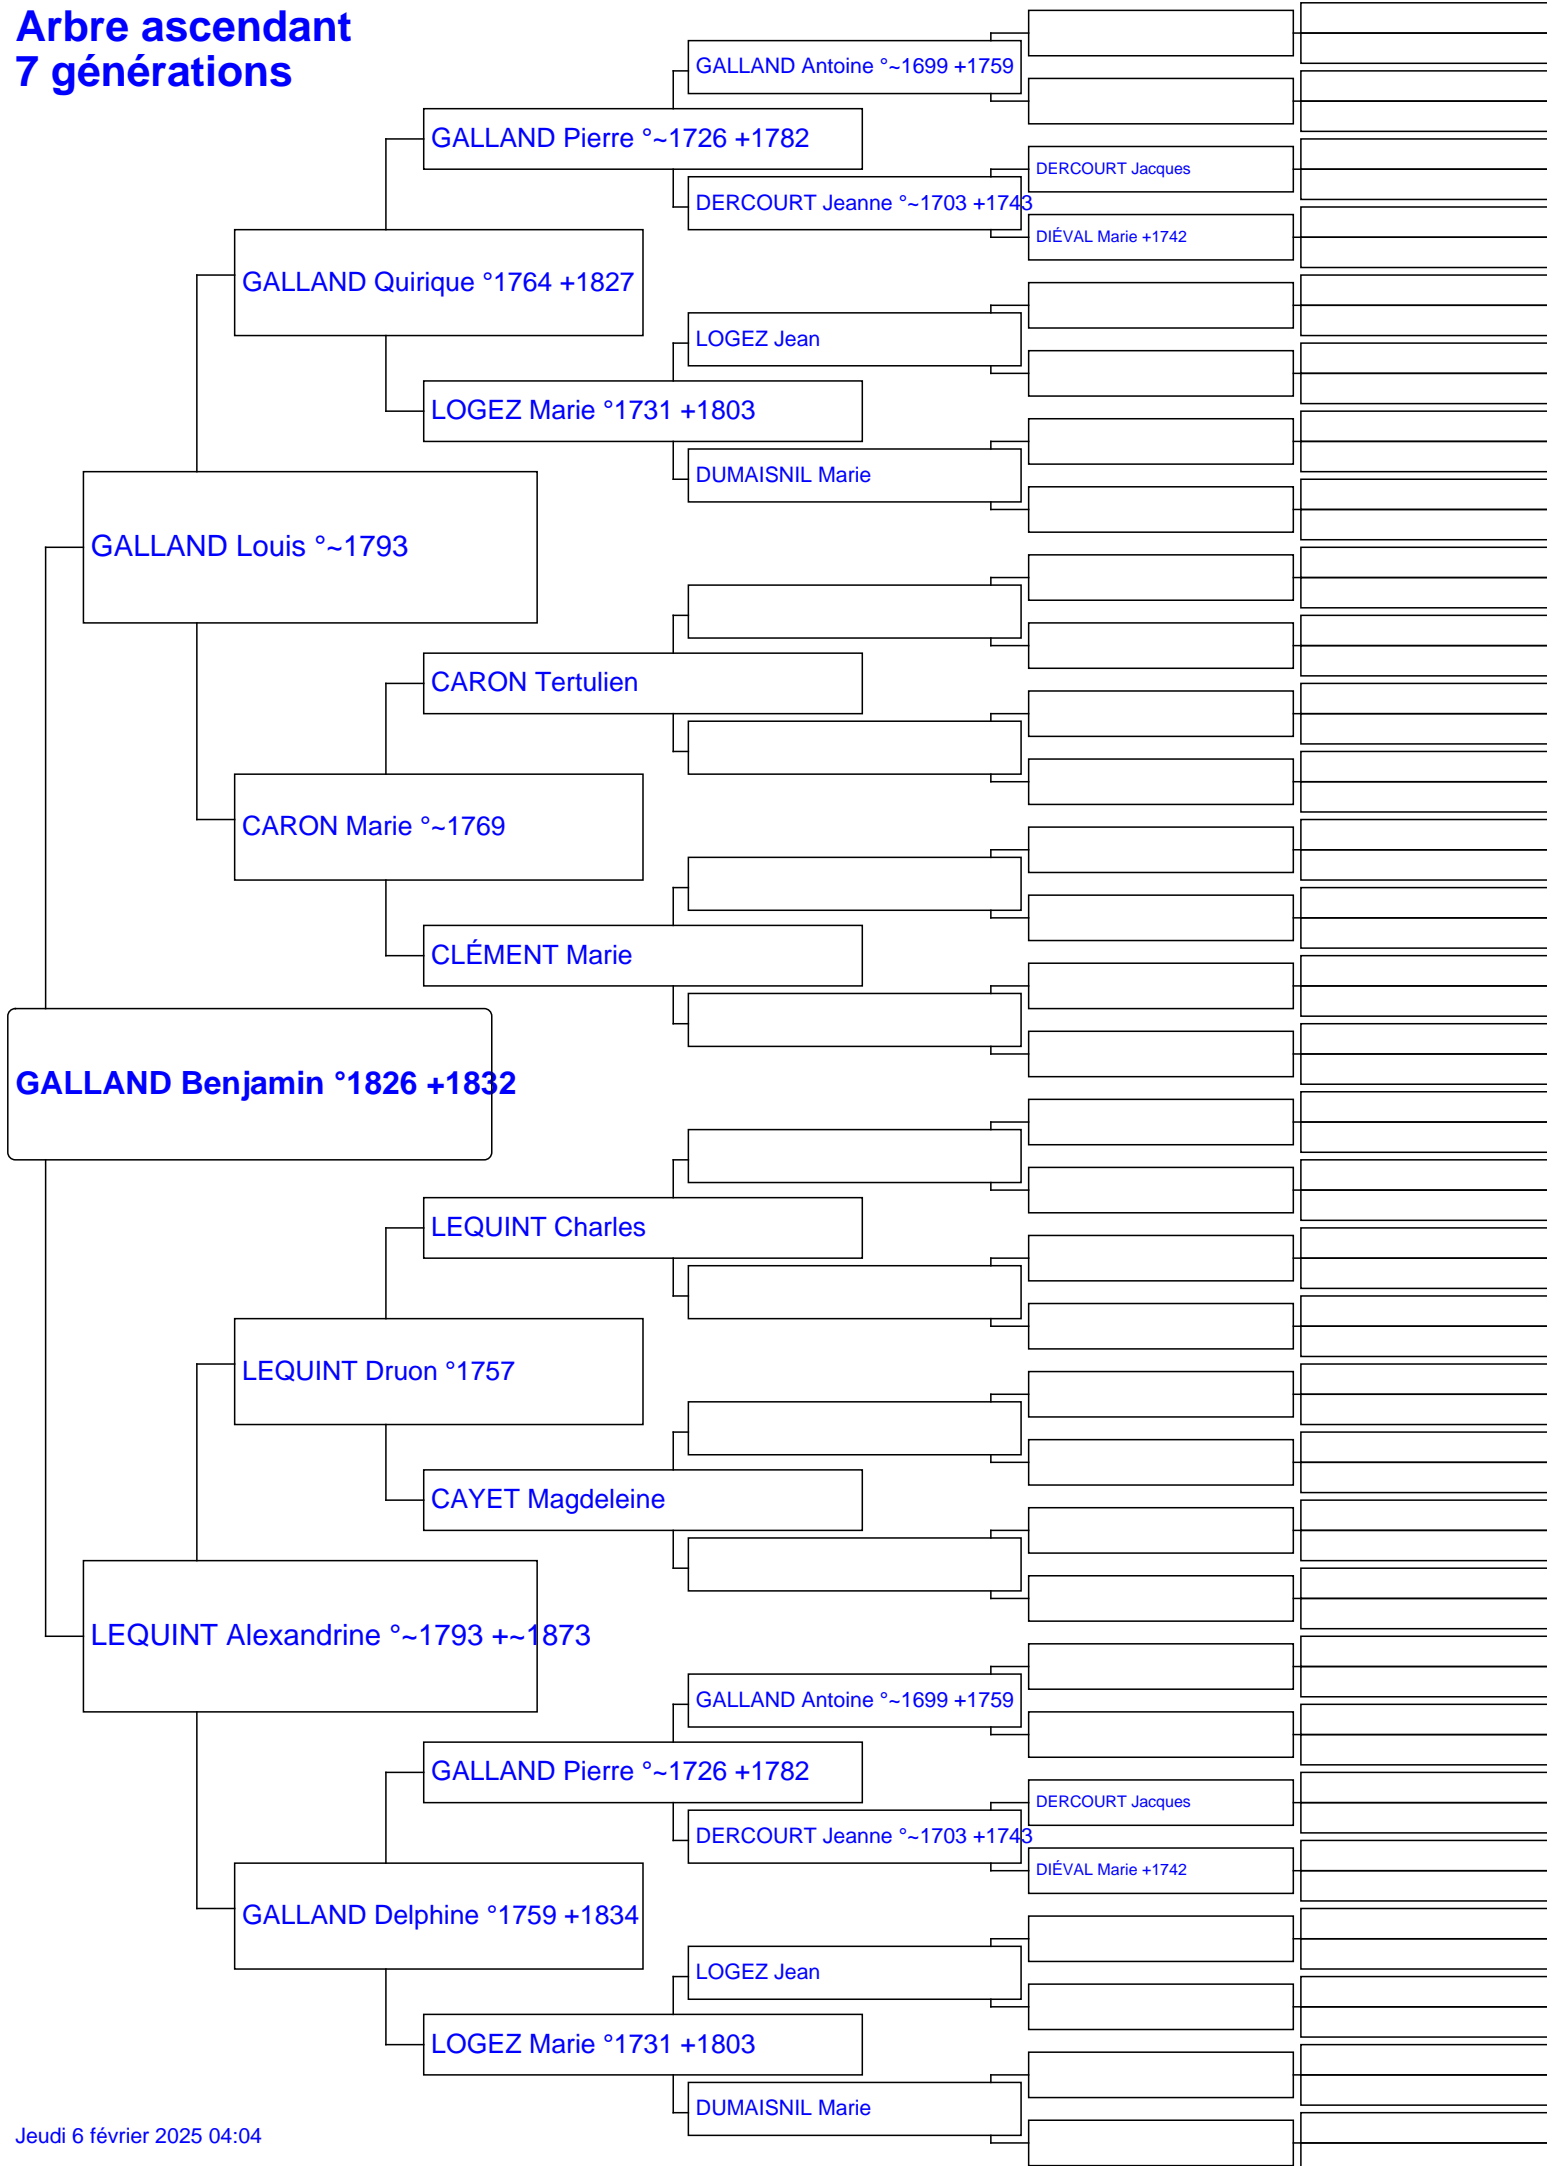 Arbre ascendant
7 générations
GALLAND Antoine °~1699 +1759
GALLAND Pierre °~1726 +1782
DERCOURT Jacques
DERCOURT Jeanne °~1703 +1743
DIÉVAL Marie +1742
GALLAND Quirique °1764 +1827
LOGEZ Jean
LOGEZ Marie °1731 +1803
DUMAISNIL Marie
GALLAND Louis °~1793
CARON Tertulien
CARON Marie °~1769
CLÉMENT Marie
GALLAND Benjamin °1826 +1832
LEQUINT Charles
LEQUINT Druon °1757
CAYET Magdeleine
LEQUINT Alexandrine °~1793 +~1873
GALLAND Antoine °~1699 +1759
GALLAND Pierre °~1726 +1782
DERCOURT Jacques
DERCOURT Jeanne °~1703 +1743
DIÉVAL Marie +1742
GALLAND Delphine °1759 +1834
LOGEZ Jean
LOGEZ Marie °1731 +1803
DUMAISNIL Marie
Jeudi 6 février 2025 04:04